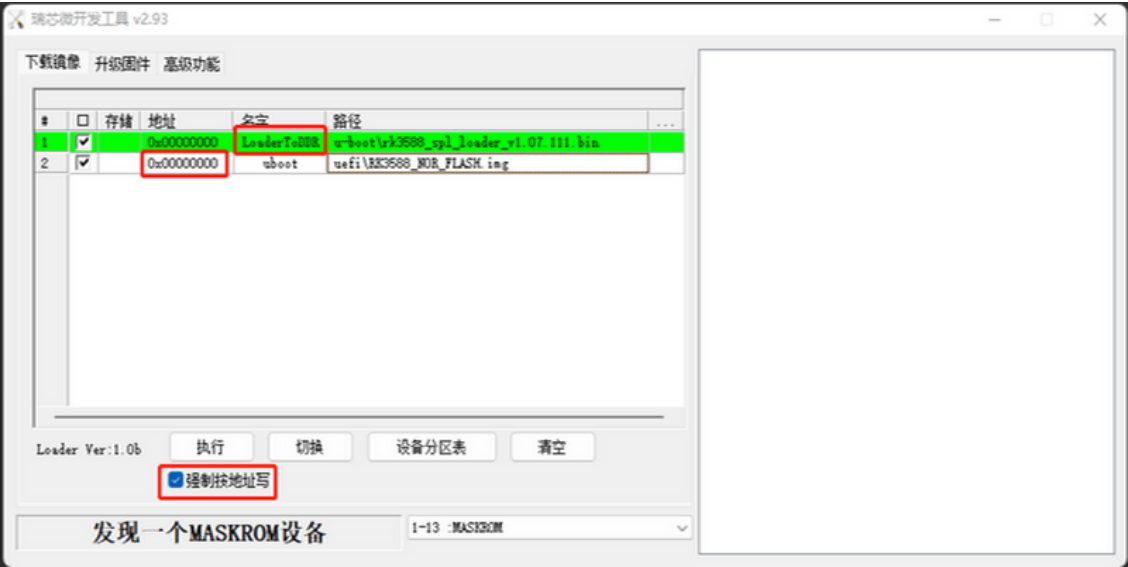 瑞芯微开发工具 v2.93
下载镜像 升级固件 高级功能
# 存储 地址 名字 路径 ...
1 0x00000000 LoaderToDDR u-boot\rk3588_spl_loader_v1.07.111.bin
2 0x00000000 uboot uefi\RK3588_NOR_FLASH.img
Loader Ver:1.0b 执行 切换 设备分区表 清空
强制按地址写
发现一个MASKROM设备 1-13 :MASKROM